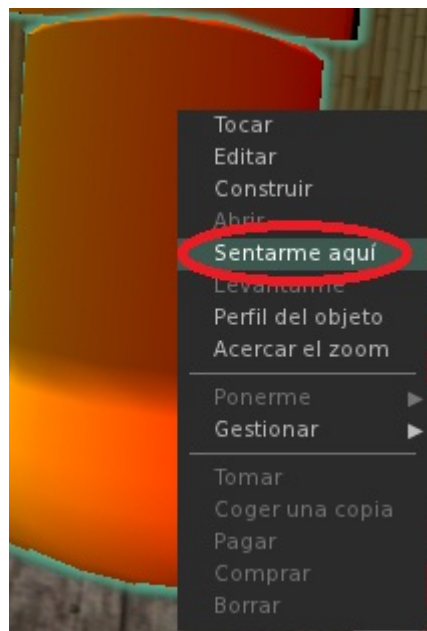 Tocar
Editar
Construir
Abrir
Sentarme aquí
Levantarme
Perfil del objeto
Acercar el zoom
Ponerme
Gestionar
Tomar
Coger una copia
Pagar
Comprar
Borrar